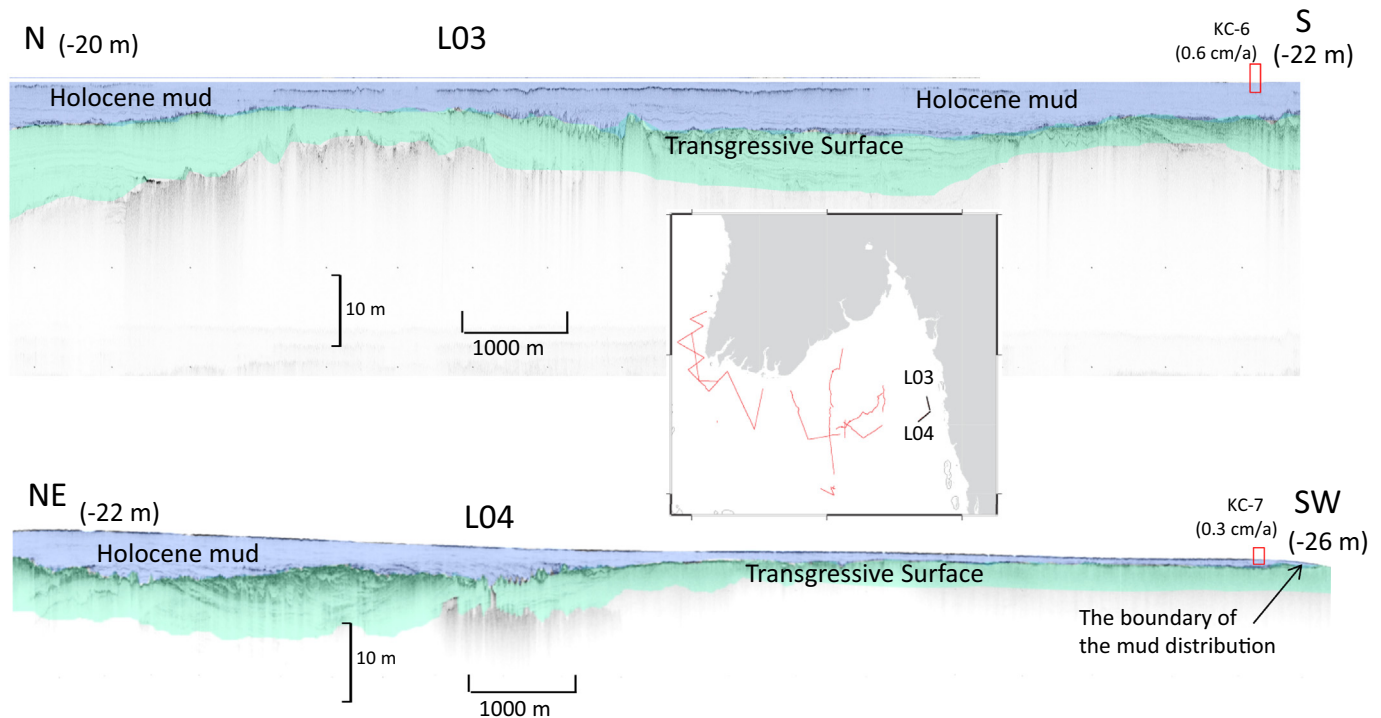 N (-20 m)
L03
KC-6
(0.6 cm/a)
S
(-22 m)
Holocene mud
Holocene mud
Transgressive Surface
10 m
1000 m
L03
L04
NE (-22 m)
L04
KC-7
(0.3 cm/a)
SW
(-26 m)
Holocene mud
Transgressive Surface
The boundary of
the mud distribution
10 m
1000 m